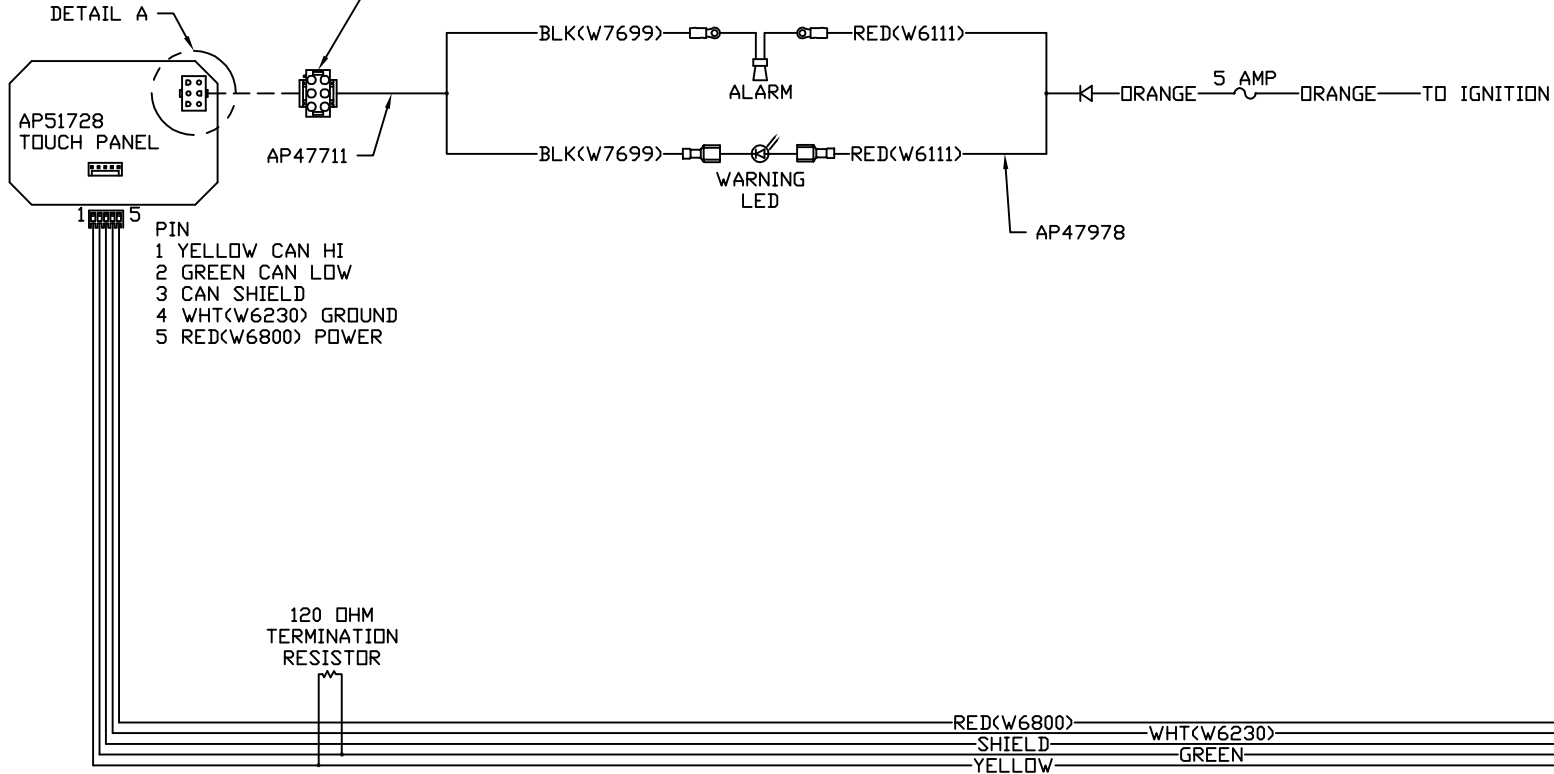 DETAIL A
BLK(W7699)
RED(W6111)
ALARM
5 AMP
ORANGE
ORANGE
TO IGNITION
AP51728
TOUCH PANEL
AP47711
BLK(W7699)
RED(W6111)
WARNING
LED
AP47978
1
5
PIN
1 YELLOW CAN HI
2 GREEN CAN LOW
3 CAN SHIELD
4 WHT(W6230) GROUND
5 RED(W6800) POWER
120 OHM
TERMINATION
RESISTOR
RED(W6800)
WHT(W6230)
SHIELD
GREEN
YELLOW